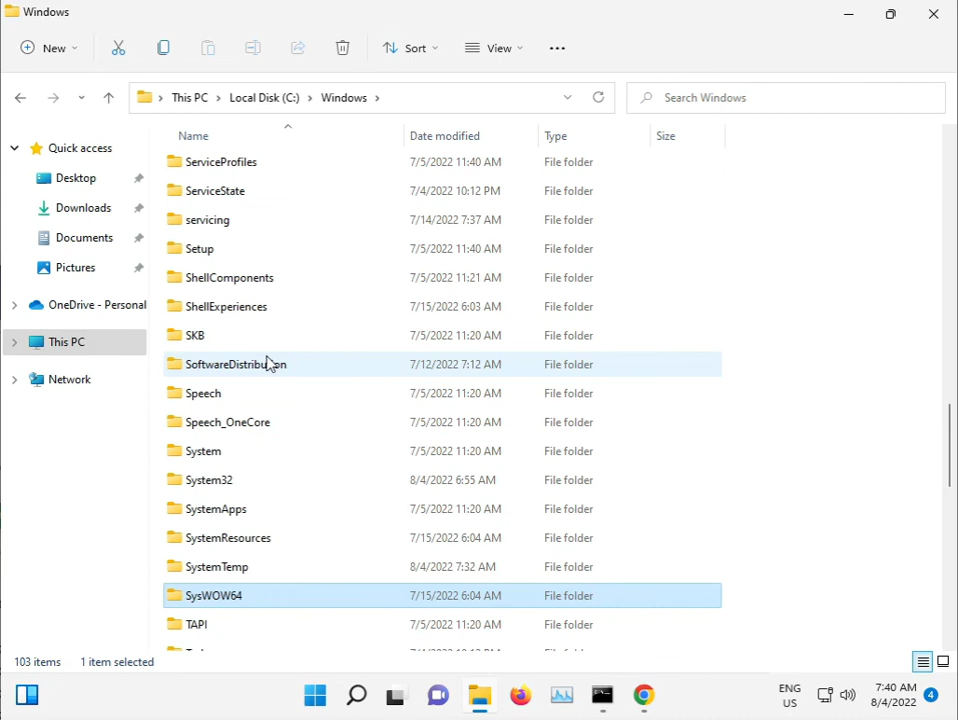 Windows
New
Sort
View
This PC
Local Disk (C:)
Windows
Search Windows
Name
Date modified
Type
Size
Quick access
Desktop
Downloads
Documents
Pictures
OneDrive - Personal
This PC
Network
ServiceProfiles 7/5/2022 11:40 AM File folder
ServiceState 7/4/2022 10:12 PM File folder
servicing 7/14/2022 7:37 AM File folder
Setup 7/5/2022 11:40 AM File folder
ShellComponents 7/5/2022 11:21 AM File folder
ShellExperiences 7/15/2022 6:03 AM File folder
SKB 7/5/2022 11:20 AM File folder
SoftwareDistribution 7/12/2022 7:12 AM File folder
Speech 7/5/2022 11:20 AM File folder
Speech_OneCore 7/5/2022 11:20 AM File folder
System 7/5/2022 11:20 AM File folder
System32 8/4/2022 6:55 AM File folder
SystemApps 7/5/2022 11:20 AM File folder
SystemResources 7/15/2022 6:04 AM File folder
SystemTemp 8/4/2022 7:32 AM File folder
SysWOW64 7/15/2022 6:04 AM File folder
TAPI 7/5/2022 11:20 AM File folder
103 items 1 item selected
ENG
US
7:40 AM
8/4/2022
4